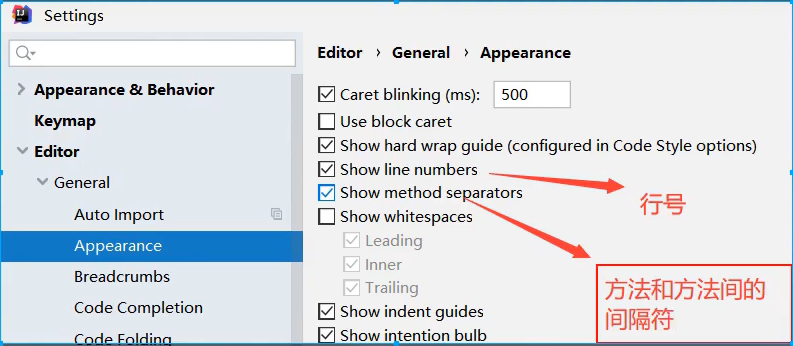 Settings
Editor › General › Appearance
Appearance & Behavior
Keymap
Editor
General
Auto Import
Appearance
Breadcrumbs
Code Completion
Code Folding
Caret blinking (ms): 500
Use block caret
Show hard wrap guide (configured in Code Style options)
Show line numbers
Show method separators
Show whitespaces
Leading
Inner
Trailing
Show indent guides
Show intention bulb
行号
方法和方法间的
间隔符